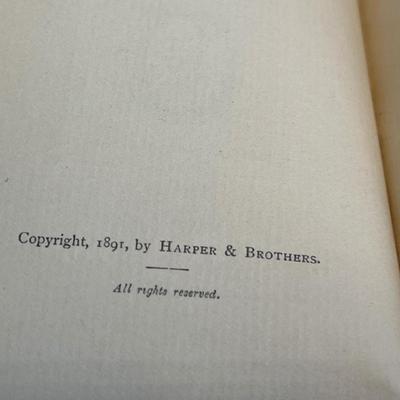 Copyright, 1891, by HARPER & BROTHERS.
All rights reserved.